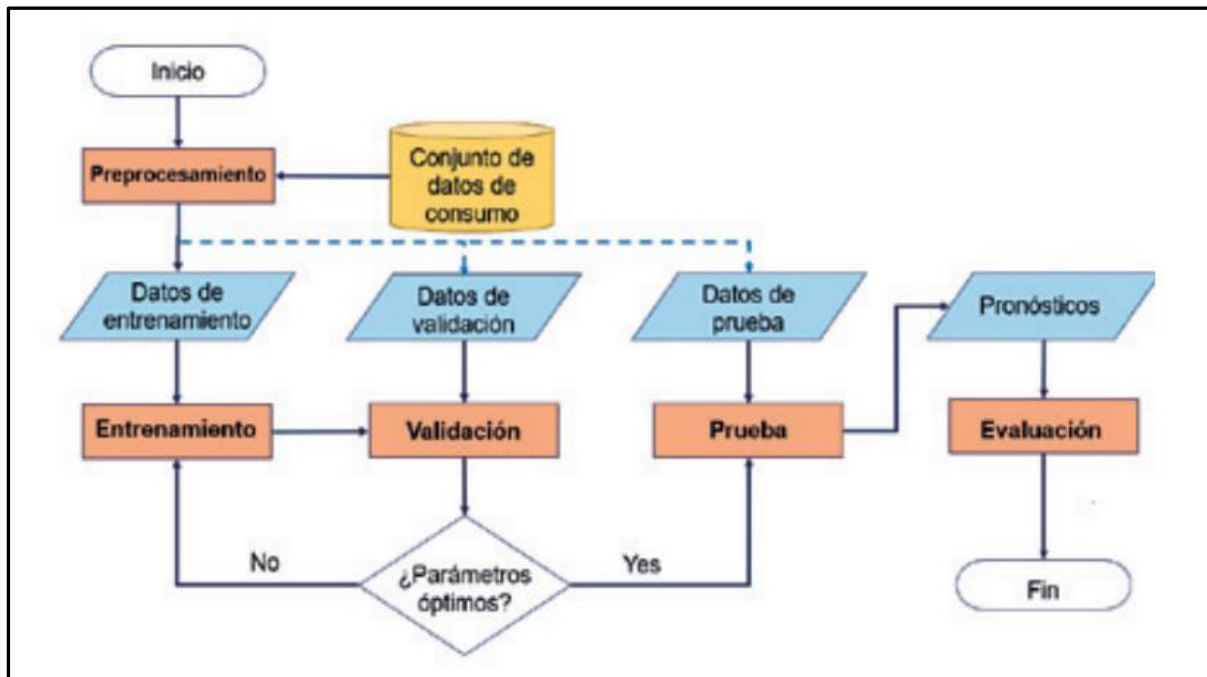 Inicio
Preprocesamiento
Conjunto de
datos de
consumo
Datos de
entrenamiento
Datos de
validación
Datos de
prueba
Pronósticos
Entrenamiento
Validación
Prueba
Evaluación
No
¿Parámetros
óptimos?
Yes
Fin